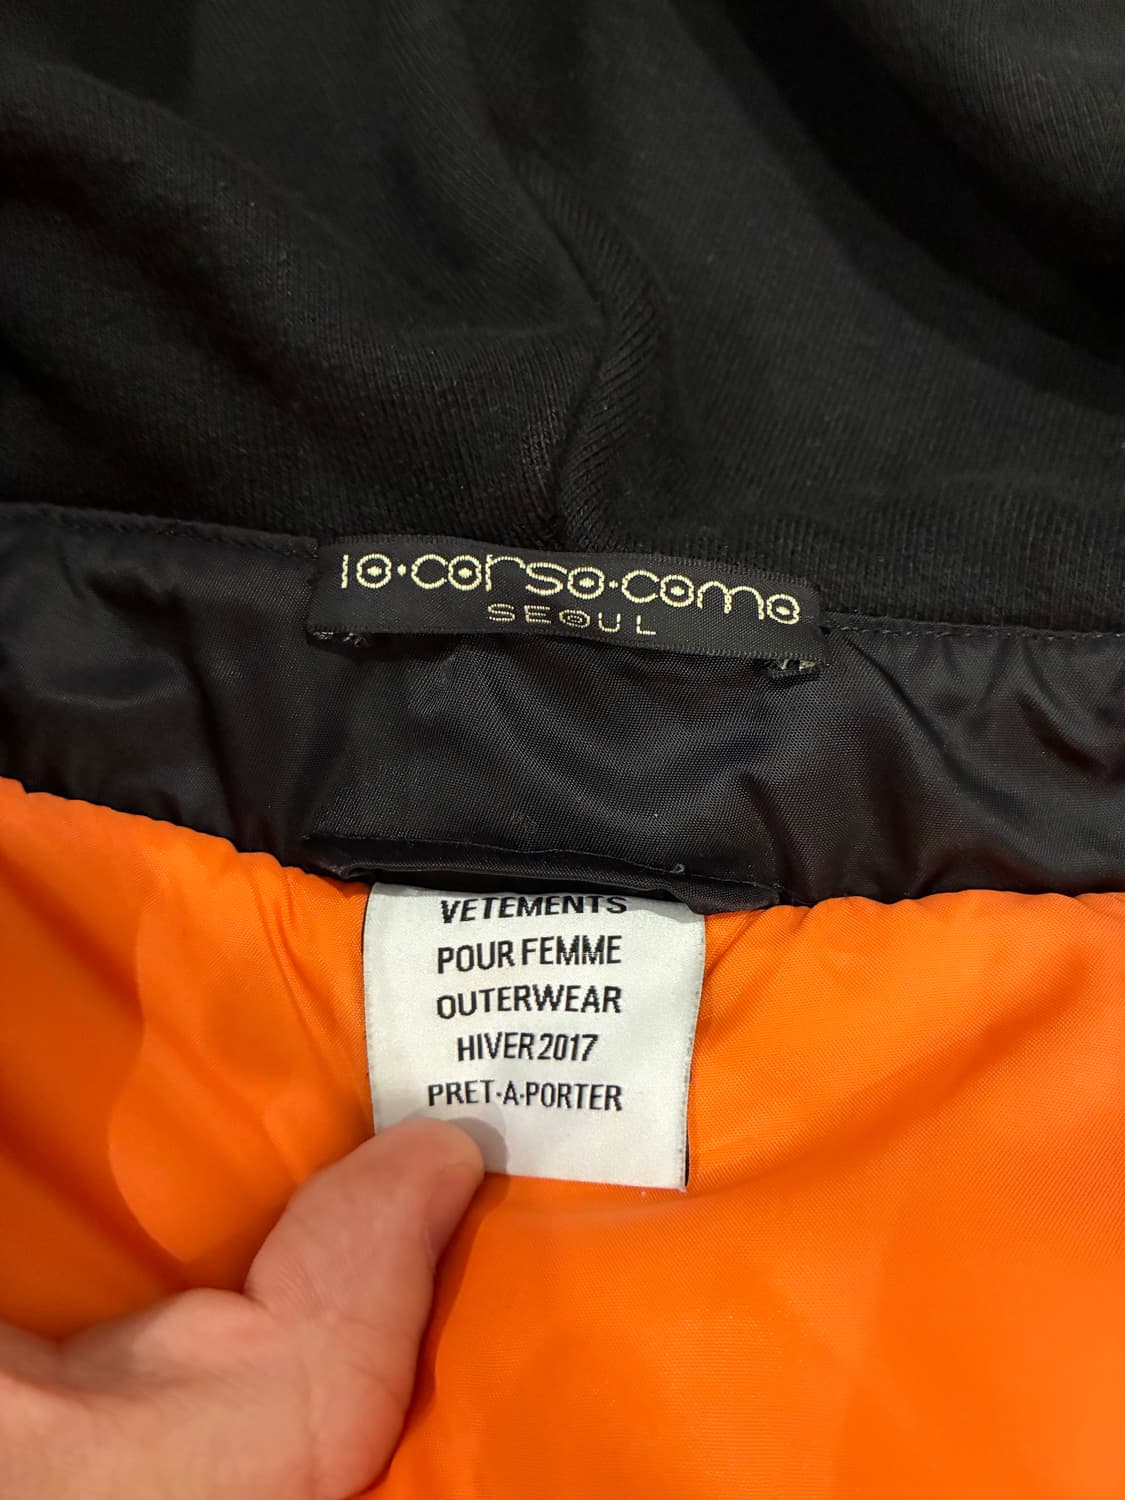 10·corso·como
SEOUL
VETEMENTS
POUR FEMME
OUTERWEAR
HIVER 2017
PRET-A-PORTER